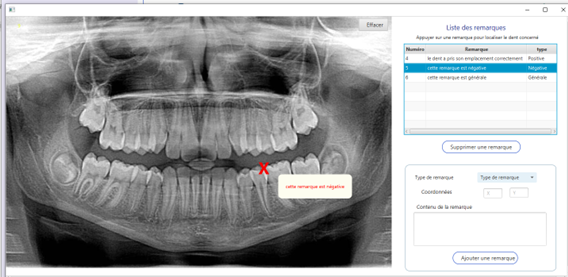 Effacer
cette remarque est négative
Liste des remarques
Appuyer sur une remarque pour localiser le dent concerné
Numéro Remarque type
4 le dent a pris son emplacement correctement Positive
5 cette remarque est négative Négative
6 cette remarque est générale Générale
Supprimer une remarque
Type de remarque Type de remarque
Coordonnées
Contenu de la remarque
Ajouter une remarque